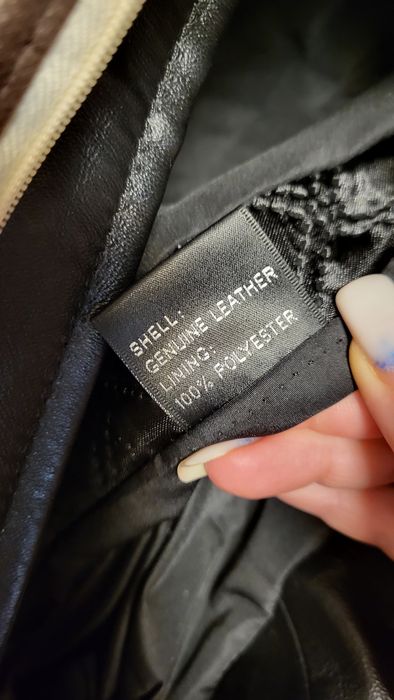 SHELL:
GENUINE LEATHER
LINING:
100% POLYESTER